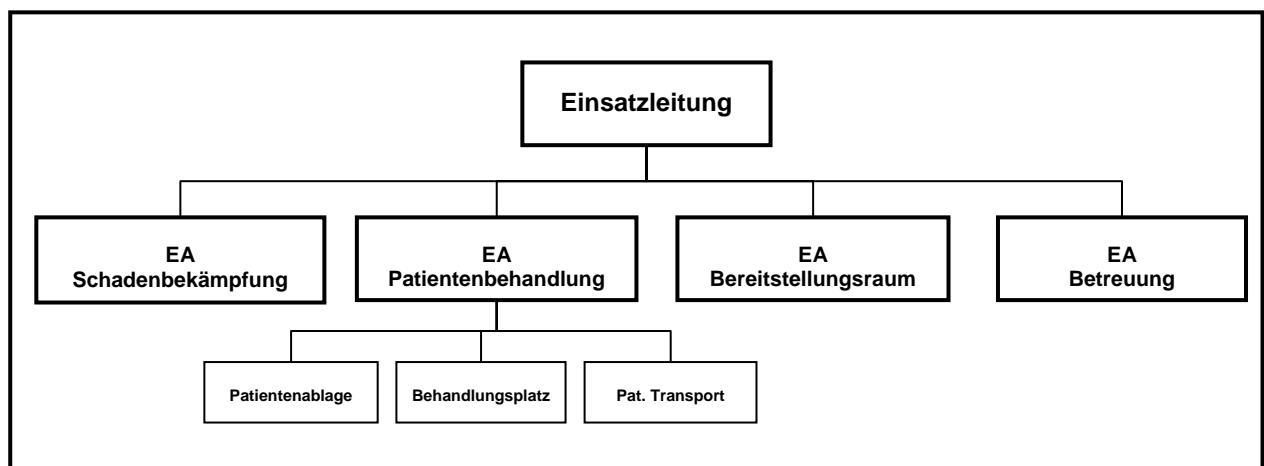 Einsatzleitung
EA
Schadenbekämpfung
EA
Patientenbehandlung
EA
Bereitstellungsraum
EA
Betreuung
Patientenablage
Behandlungsplatz
Pat. Transport